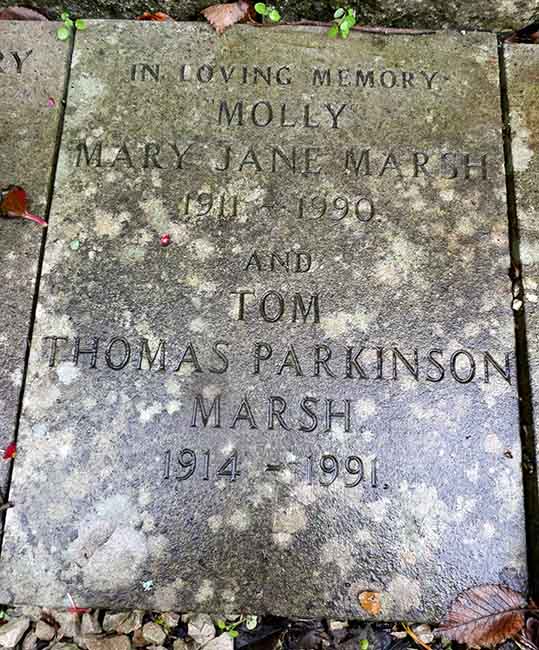 IN LOVING MEMORY
"MOLLY"
MARY JANE MARSH
1911 - 1990
AND
TOM
THOMAS PARKINSON
MARSH
1914 - 1991.